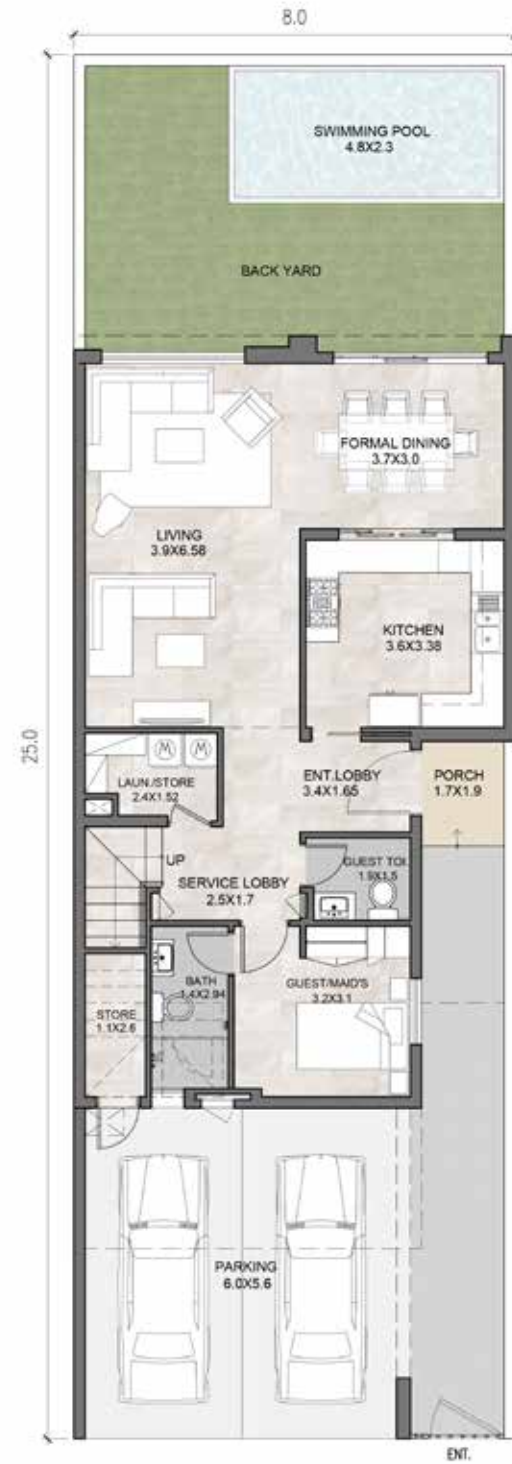 8.0
SWIMMING POOL
4.8X2.3
BACK YARD
FORMAL DINING
3.7X3.0
LIVING
3.9X6.58
KITCHEN
3.6X3.38
25.0
LAUN./STORE
2.4X1.52
M M
ENT.LOBBY
3.4X1.65
PORCH
1.7X1.9
UP
GUEST TOI.
1.9X1.5
SERVICE LOBBY
2.5X1.7
BATH
1.4X2.94
GUEST/MAID'S
3.2X3.1
STORE
1.1X2.6
PARKING
6.0X5.6
ENT.